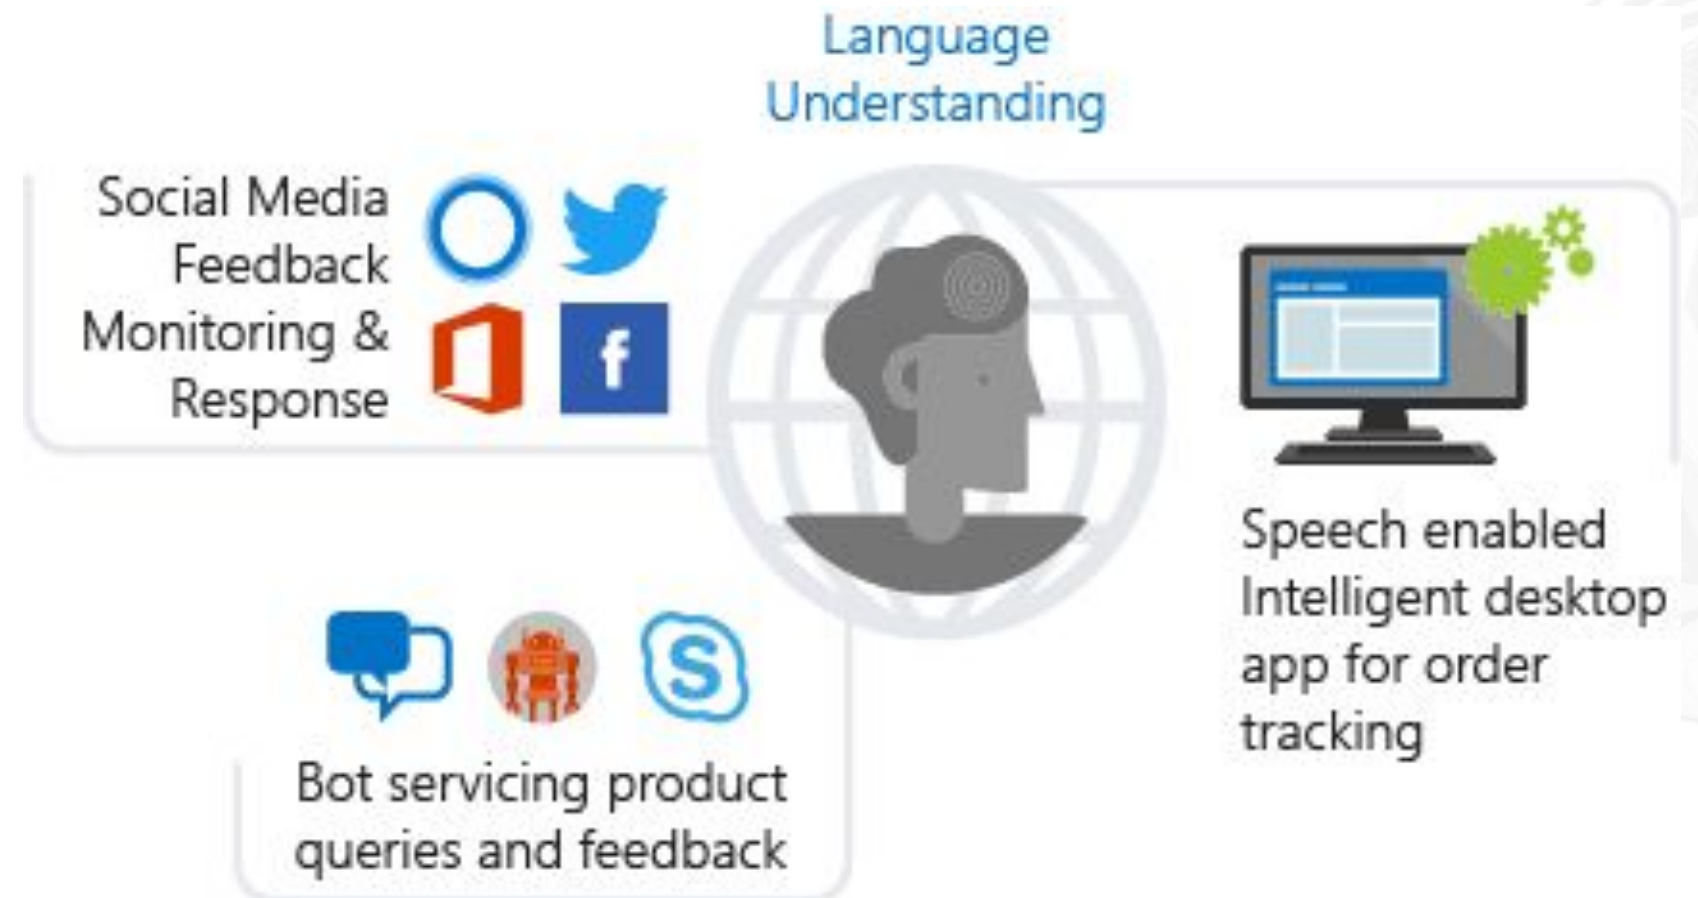 Language
Understanding
Social Media
Feedback
Monitoring &
Response
f
Speech enabled
Intelligent desktop
app for order
tracking
S
Bot servicing product
queries and feedback